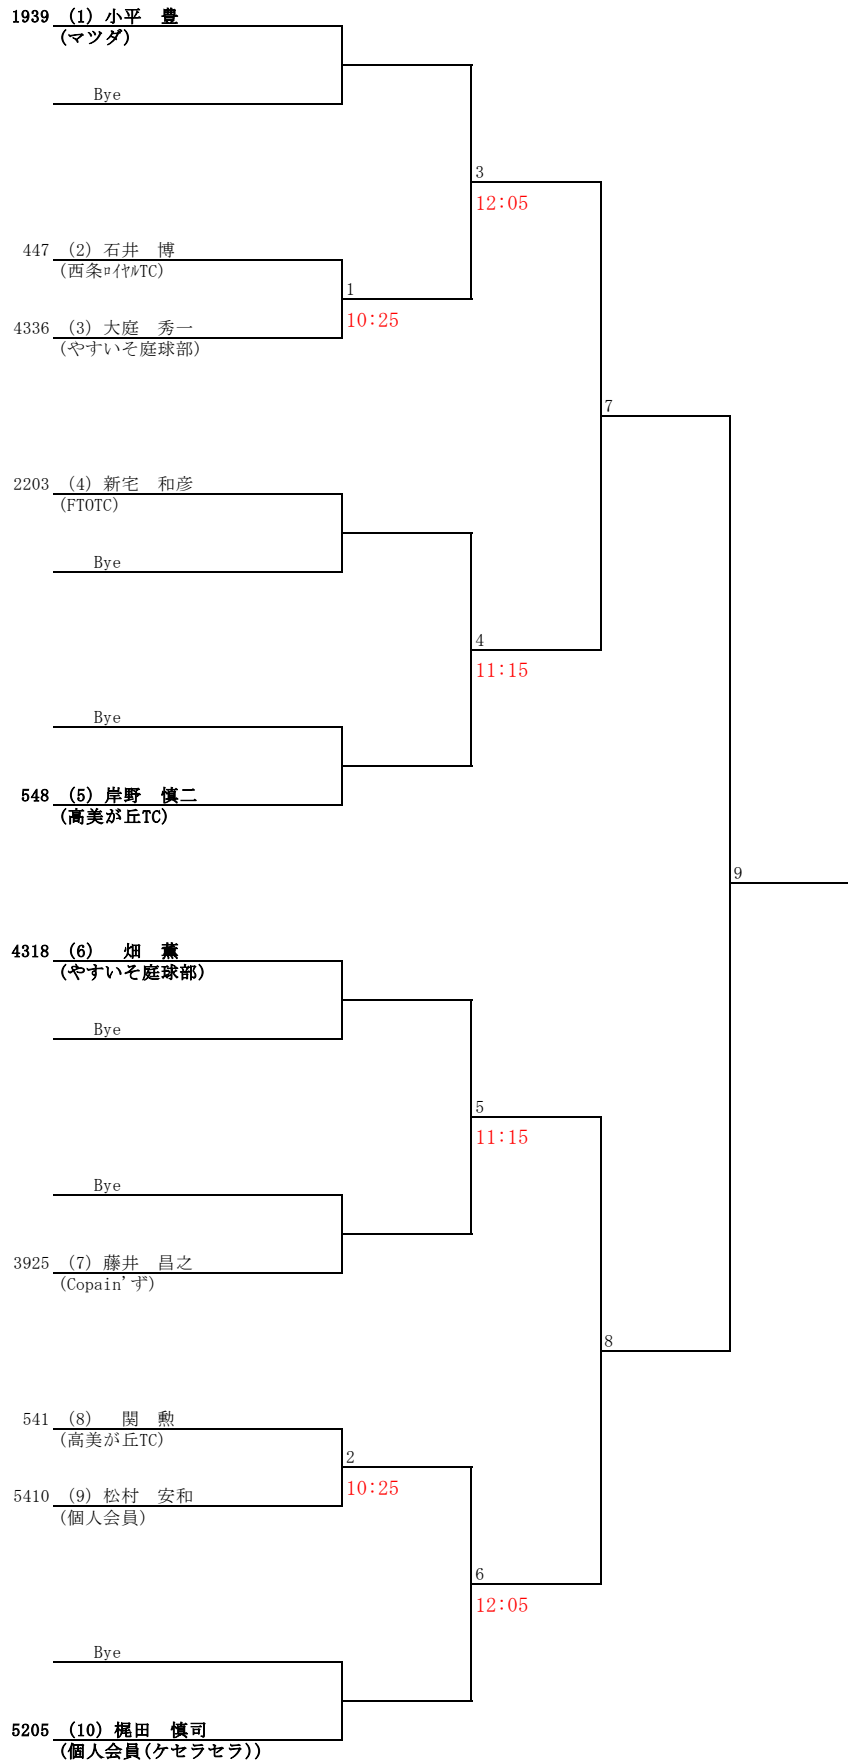 1939 (1) 小平　豊
(マツダ)
Bye
3
12:05
447 (2) 石井　博
(西条ﾛｲﾔﾙTC)
1
10:25
4336 (3) 大庭　秀一
(やすいそ庭球部)
7
2203 (4) 新宅　和彦
(FTOTC)
Bye
4
11:15
Bye
548 (5) 岸野　慎二
(高美が丘TC)
9
4318 (6)　畑　薫
(やすいそ庭球部)
Bye
5
11:15
Bye
3925 (7) 藤井　昌之
(Copain'ず)
8
541 (8)　関　勲
(高美が丘TC)
2
10:25
5410 (9) 松村　安和
(個人会員)
6
12:05
Bye
5205 (10) 梶田　慎司
(個人会員(ケセラセラ))